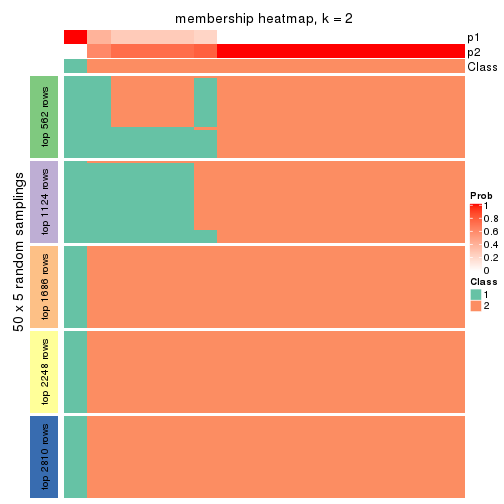 membership heatmap, k = 2
p1
p2
Class
50 x 5 random samplings
top 562 rows
top 1124 rows
top 1686 rows
top 2248 rows
top 2810 rows
Prob
1
0.8
0.6
0.4
0.2
0
Class
1
2